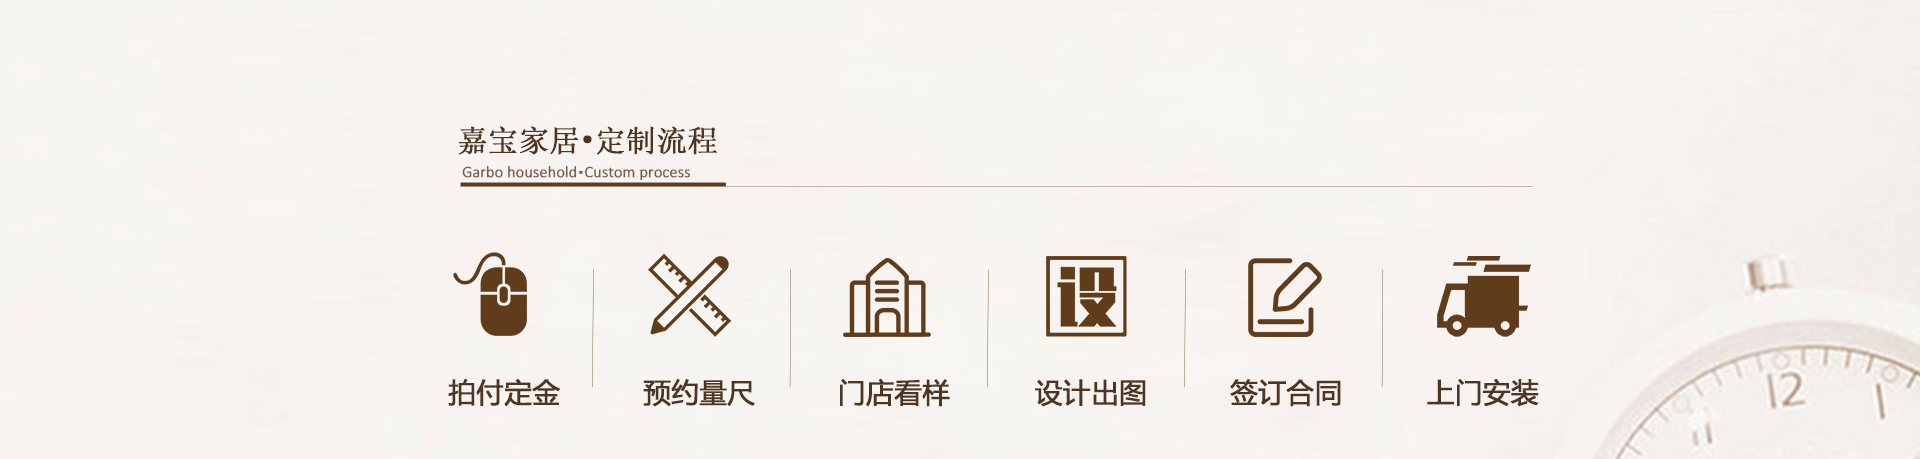 嘉宝家居•定制流程
Garbo household•Custom process
设
拍付定金
预约量尺
门店看样
设计出图
签订合同
上门安装
12
1
11